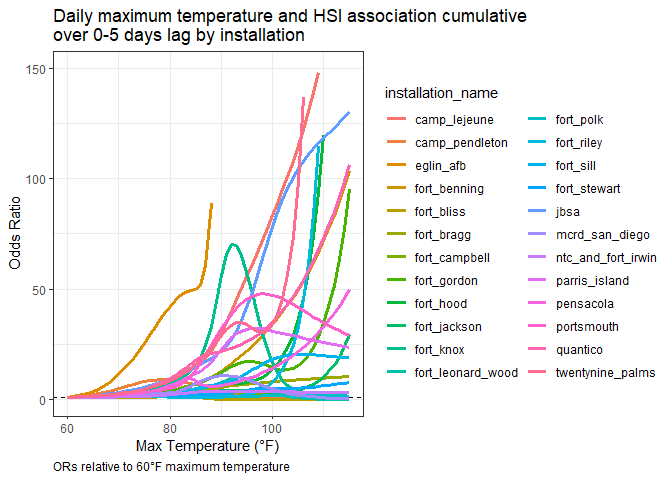 Daily maximum temperature and HSI association cumulative
over 0-5 days lag by installation
150
100
50
0
Odds Ratio
60
80
100
Max Temperature (°F)
ORs relative to 60°F maximum temperature
installation_name
camp_lejeune
camp_pendleton
eglin_afb
fort_benning
fort_bliss
fort_bragg
fort_campbell
fort_gordon
fort_hood
fort_jackson
fort_knox
fort_leonard_wood
fort_polk
fort_riley
fort_sill
fort_stewart
jbsa
mcrd_san_diego
ntc_and_fort_irwin
parris_island
pensacola
portsmouth
quantico
twentynine_palms